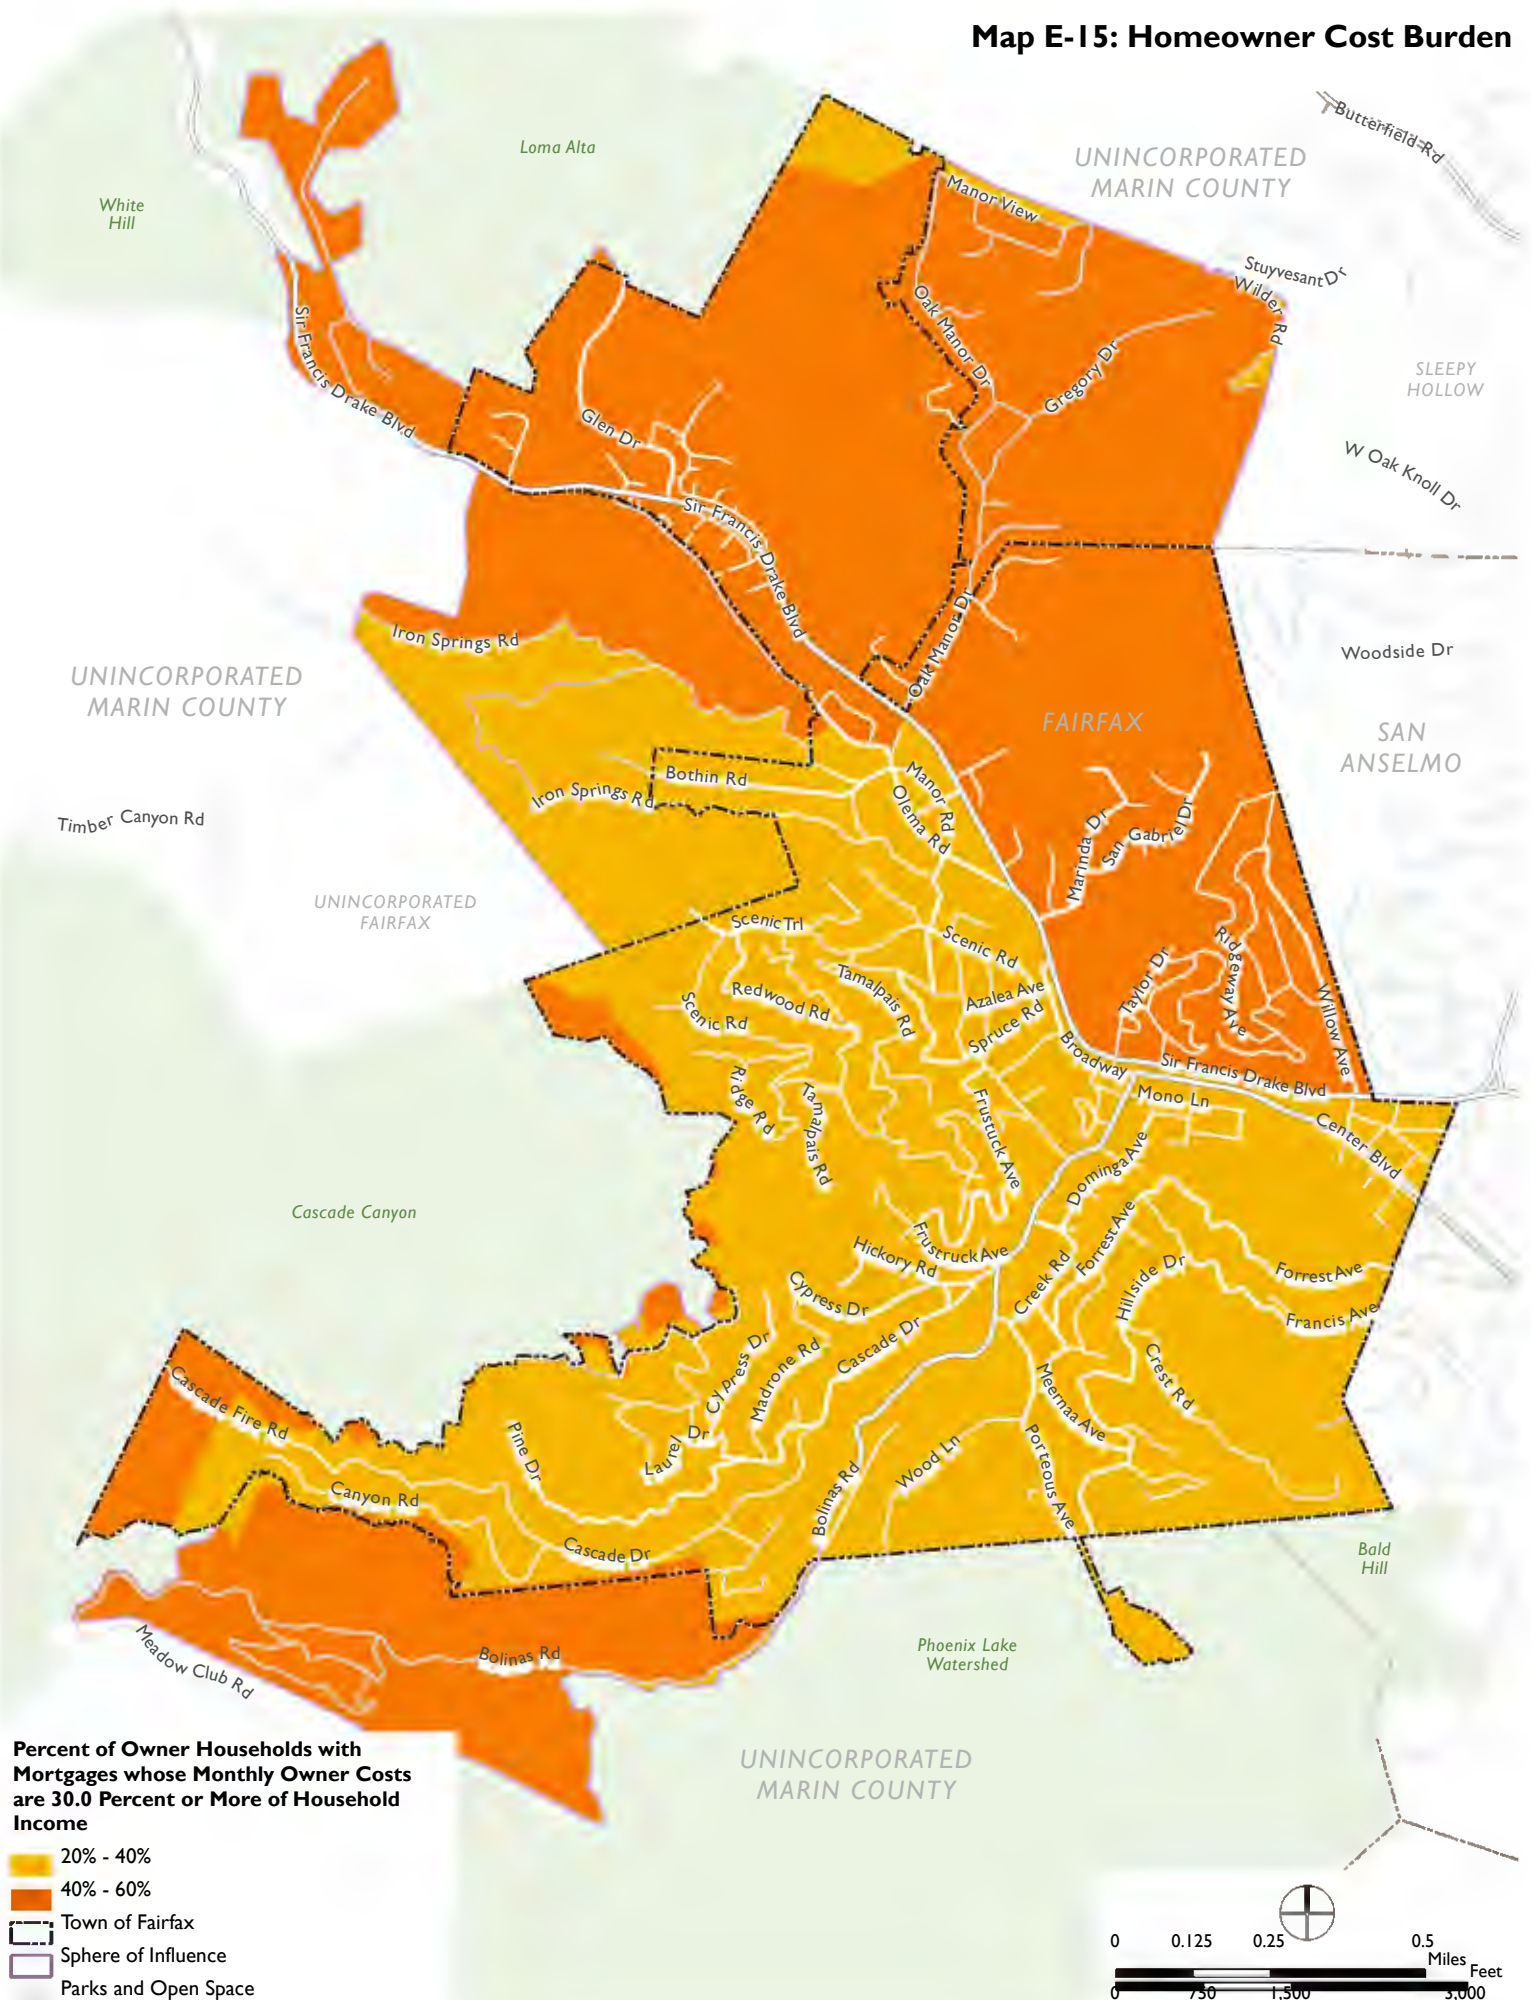 Map E-15: Homeowner Cost Burden
Butterfield Rd
Loma Alta
UNINCORPORATED
MARIN COUNTY
White
Hill
Manor View
Stuyvesant Dr
Wilder Rd
Sir Francis Drake Blvd
Oak Manor Dr
Gregory Dr
SLEEPY
HOLLOW
Glen Dr
W Oak Knoll Dr
Sir Francis Drake Blvd
Iron Springs Rd
Oak Manor Dr
Woodside Dr
UNINCORPORATED
MARIN COUNTY
FAIRFAX
SAN
ANSELMO
Bothin Rd
Iron Springs Rd
Manor Rd
Olema Rd
Timber Canyon Rd
Marinda Dr
San Gabriel Dr
UNINCORPORATED
FAIRFAX
Scenic Trl
Scenic Rd
Tamalpais Rd
Redwood Rd
Scenic Rd
Azalea Ave
Spruce Rd
Taylor Dr
Ridgeway Ave
Willow Ave
Broadway
Sir Francis Drake Blvd
Mono Ln
Ridge Rd
Tamalpais Rd
Frustuck Ave
Center Blvd
Dominga Ave
Cascade Canyon
Frustruck Ave
Hickory Rd
Forrest Ave
Creek Rd
Hillside Dr
Forrest Ave
Francis Ave
Cypress Dr
Cypress Dr
Madrone Rd
Cascade Dr
Crest Rd
Meernaa Ave
Cascade Fire Rd
Pine Dr
Laurel Dr
Porteous Ave
Wood Ln
Canyon Rd
Bolinas Rd
Cascade Dr
Bald
Hill
Meadow Club Rd
Bolinas Rd
Phoenix Lake
Watershed
UNINCORPORATED
MARIN COUNTY
Percent of Owner Households with
Mortgages whose Monthly Owner Costs
are 30.0 Percent or More of Household
Income
20% - 40%
40% - 60%
Town of Fairfax
Sphere of Influence
Parks and Open Space
0 0.125 0.25 0.5
Miles
Feet
0 750 1,500 3,000